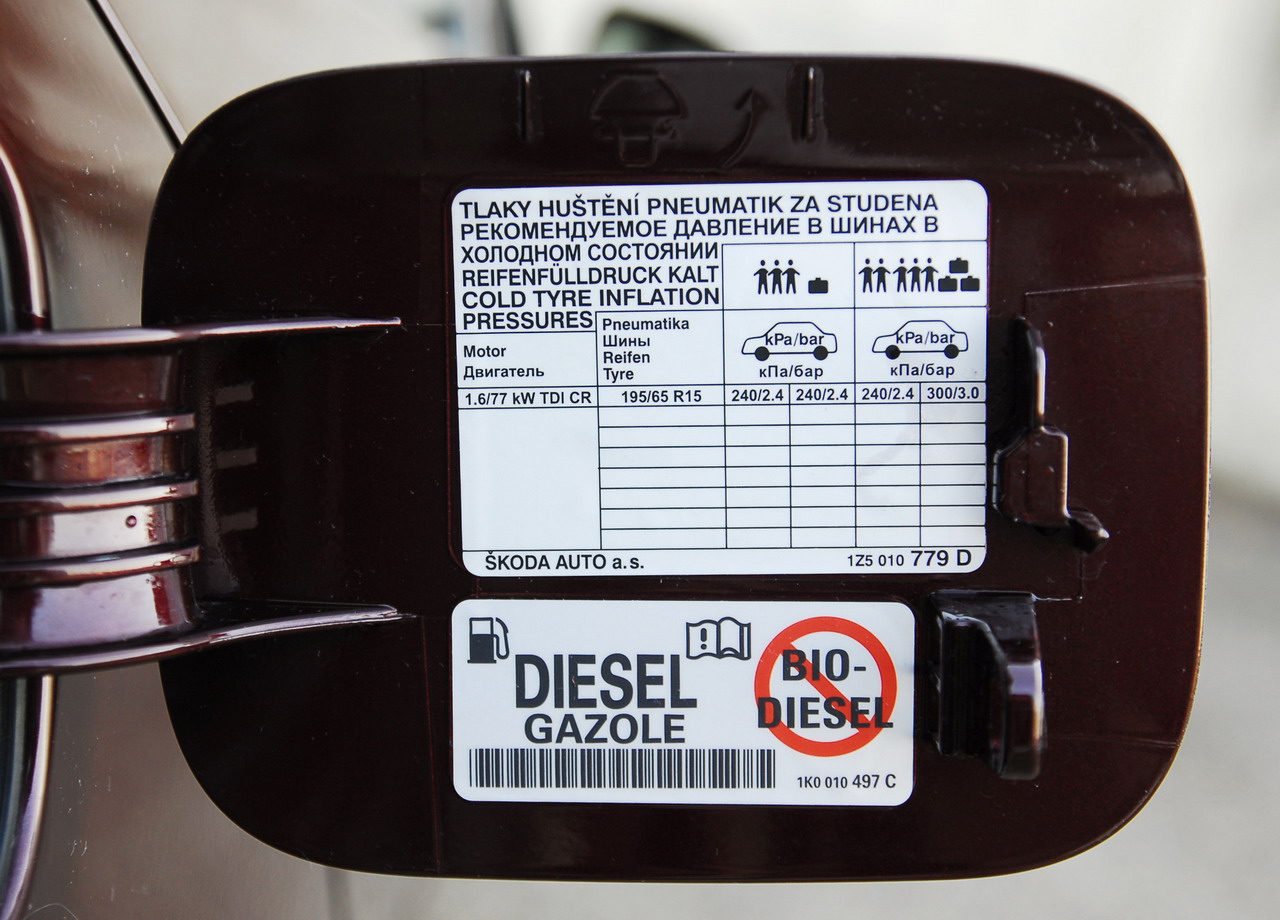 TLAKY HUŠTĚNÍ PNEUMATIK ZA STUDENA
РЕКОМЕНДУЕМОЕ ДАВЛЕНИЕ В ШИНАХ В
ХОЛОДНОМ СОСТОЯНИИ
REIFENFÜLLDRUCK KALT
COLD TYRE INFLATION
PRESSURES
Motor
Двигатель
Pneumatika
Шины
Reifen
Tyre
kPa/bar
кПа/бар
kPa/bar
кПа/бар
1.6/77 kW TDI CR 195/65 R15 240/2.4 240/2.4 240/2.4 300/3.0
ŠKODA AUTO a.s. 1Z5 010 779 D
DIESEL
GAZOLE
BIO-
DIESEL
1K0 010 497 C